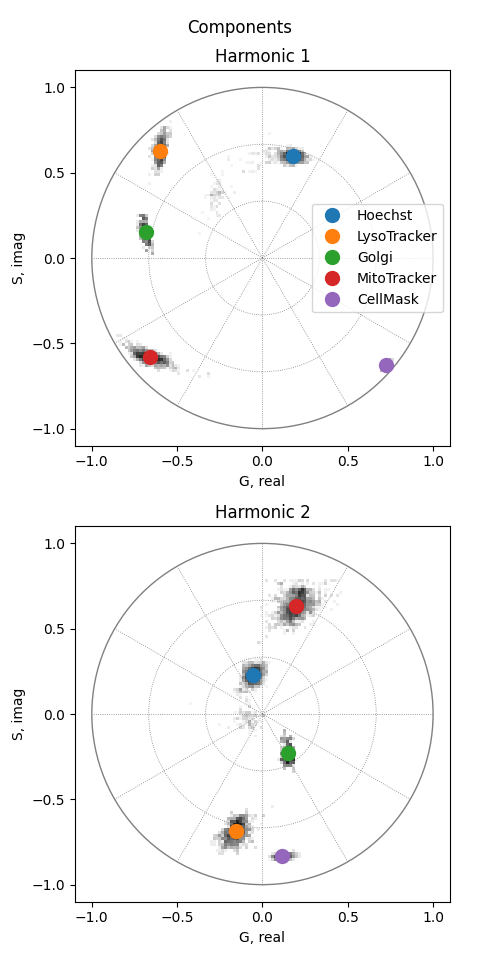 Components
Harmonic 1
1.0
0.5
0.0
−0.5
−1.0
S, imag
Hoechst
LysoTracker
Golgi
MitoTracker
CellMask
−1.0 −0.5 0.0 0.5 1.0
G, real
Harmonic 2
1.0
0.5
0.0
−0.5
−1.0
S, imag
−1.0 −0.5 0.0 0.5 1.0
G, real